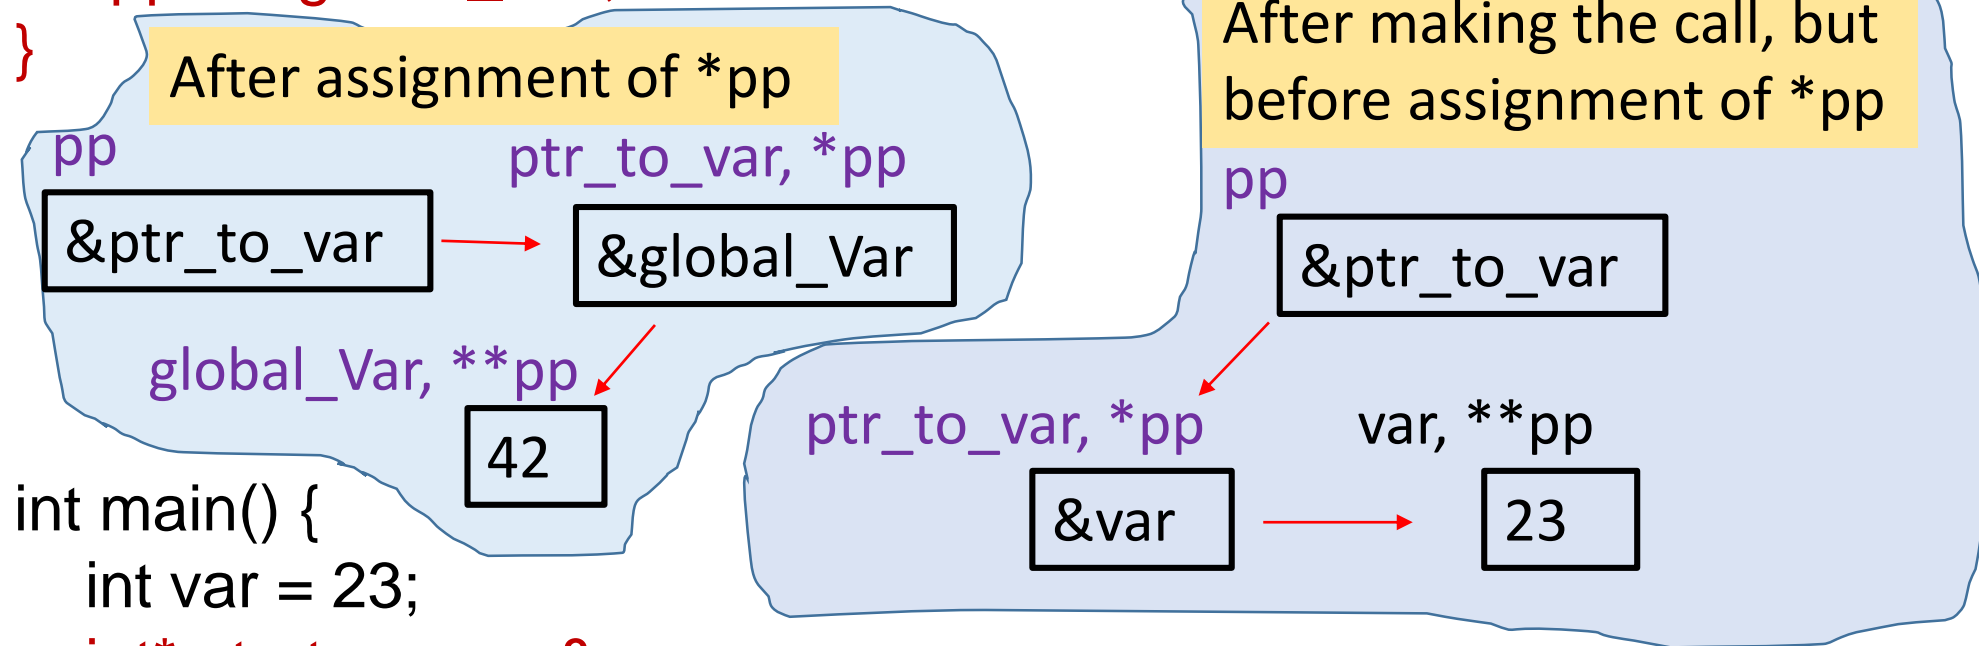 }
After assignment of *pp
pp
ptr_to_var, *pp
&ptr_to_var
&global_Var
global_Var, **pp
42
After making the call, but
before assignment of *pp
pp
&ptr_to_var
ptr_to_var, *pp
var, **pp
&var
23
int main() {
int var = 23;